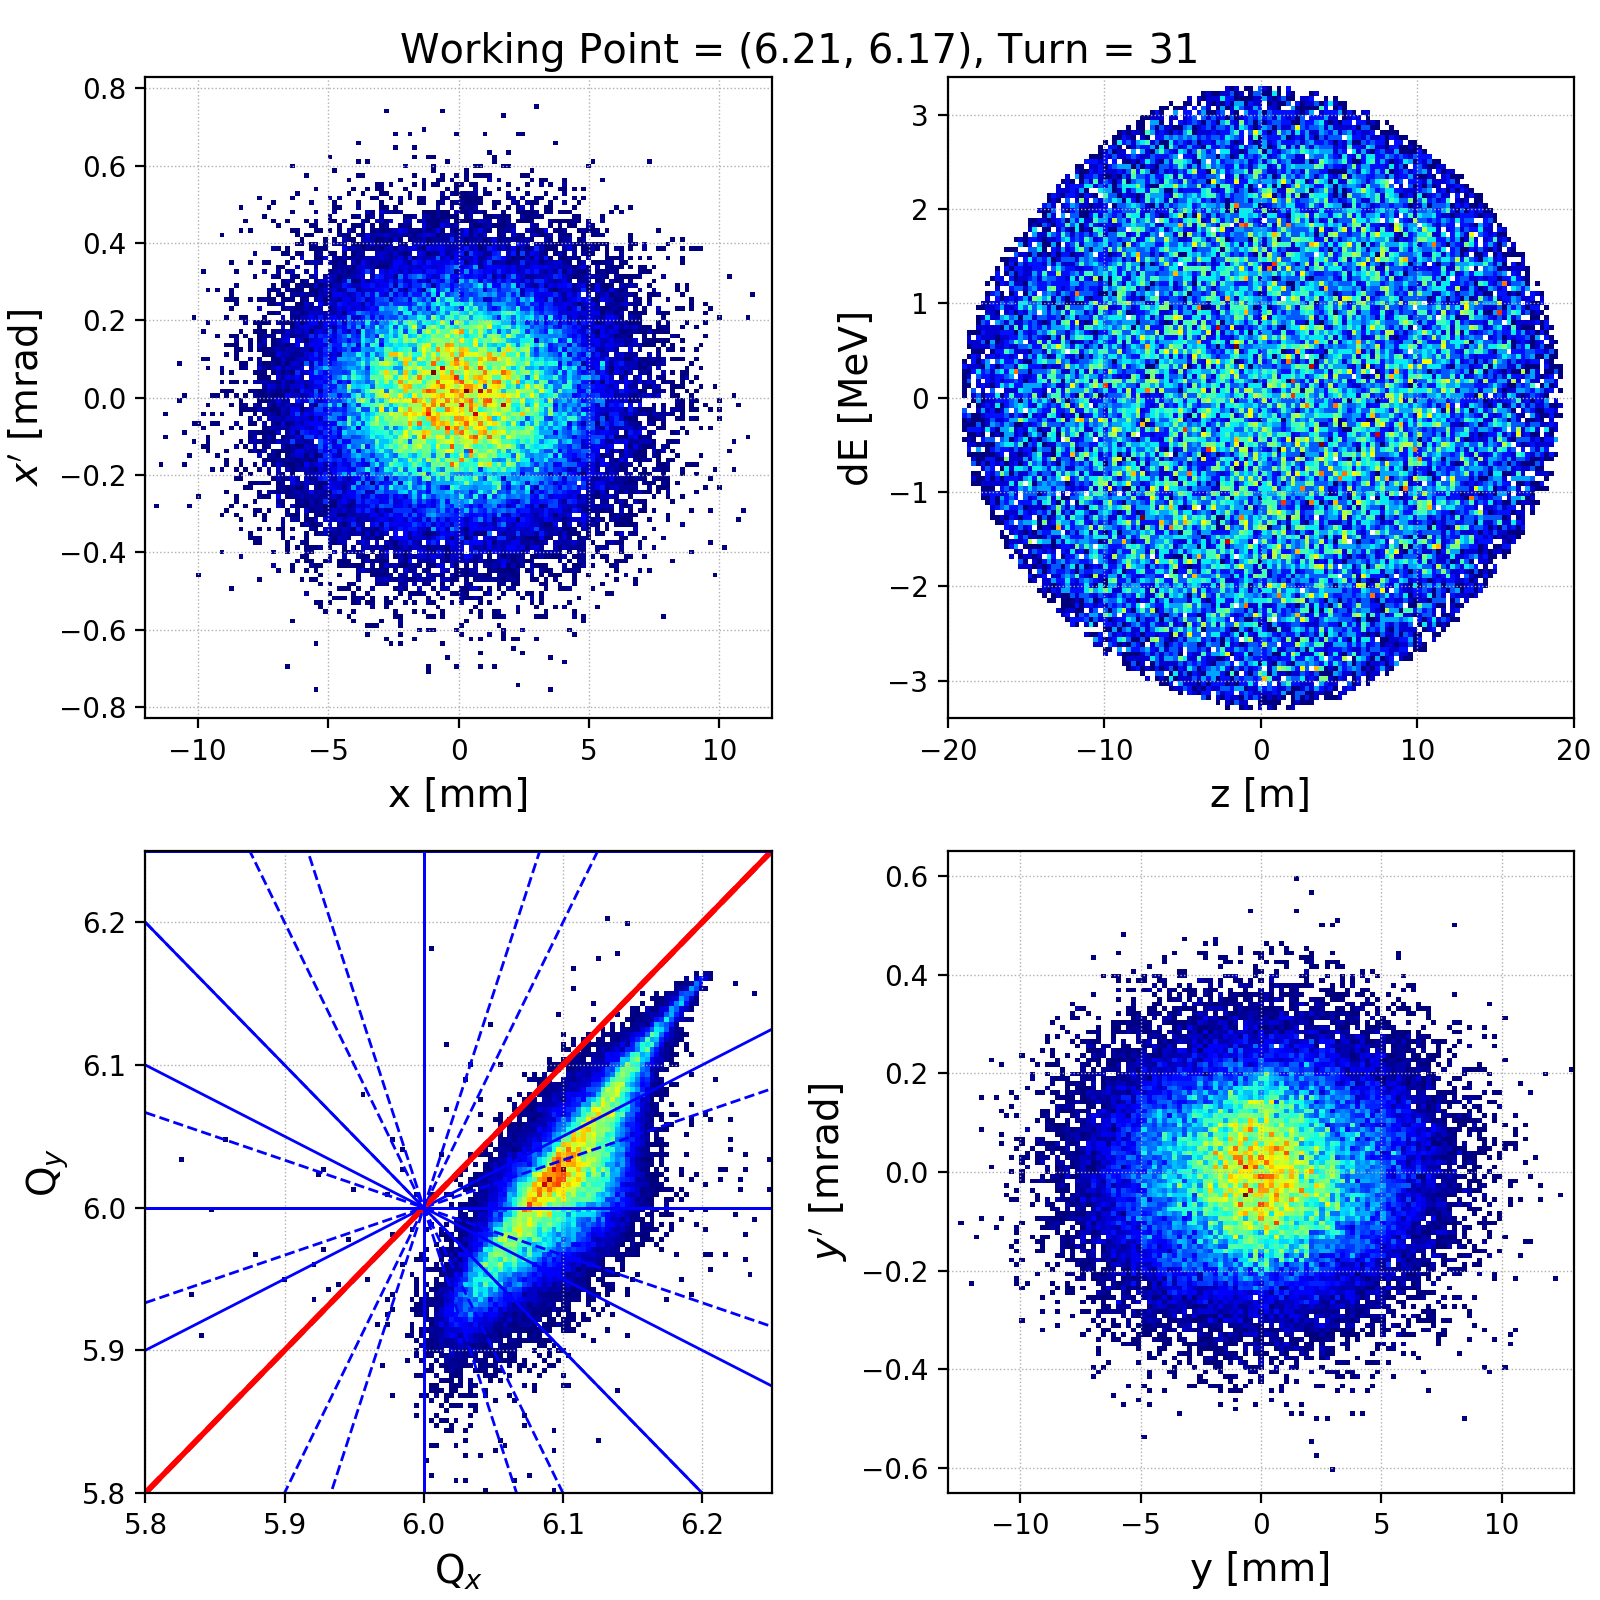 Working Point = (6.21, 6.17), Turn = 31
0.8
0.6
0.4
0.2
0.0
−0.2
−0.4
−0.6
−0.8
x′ [mrad]
−10 −5 0 5 10
x [mm]
3
2
1
0
−1
−2
−3
dE [MeV]
−20 −10 0 10 20
z [m]
6.2
6.1
6.0
5.9
5.8
Qy
5.8 5.9 6.0 6.1 6.2
Qx
0.6
0.4
0.2
0.0
−0.2
−0.4
−0.6
y′ [mrad]
−10 −5 0 5 10
y [mm]